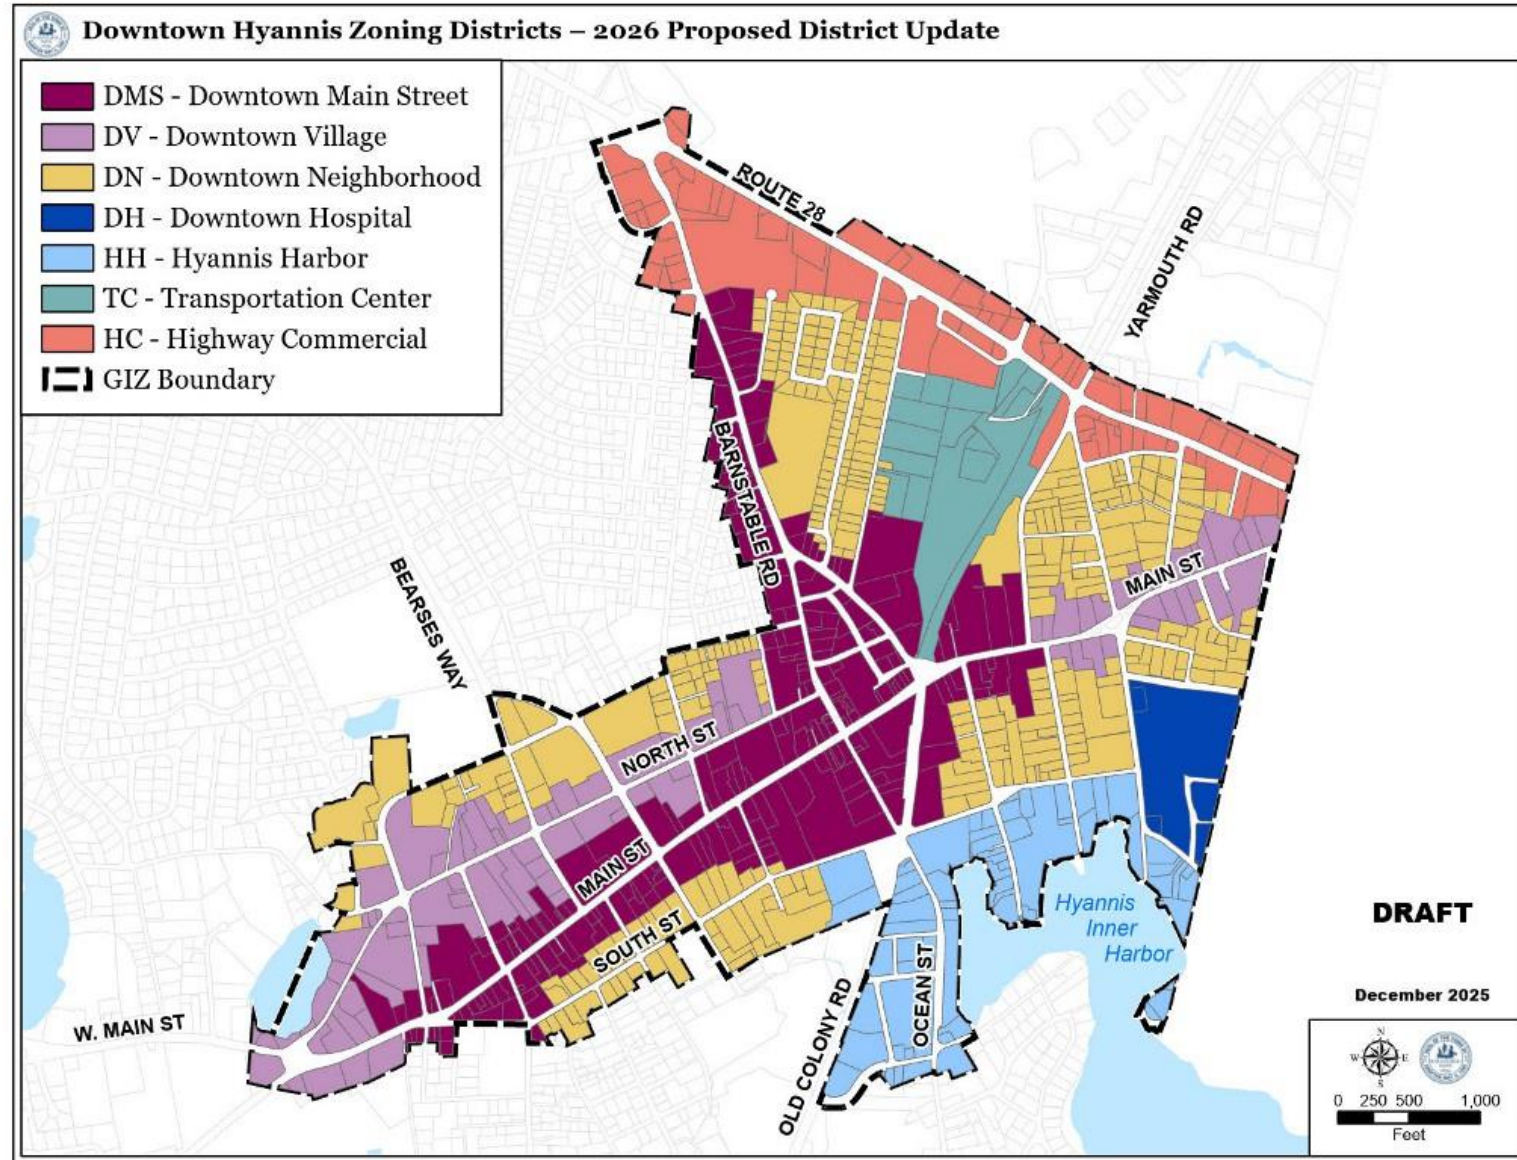 Downtown Hyannis Zoning Districts – 2026 Proposed District Update
DMS - Downtown Main Street
DV - Downtown Village
DN - Downtown Neighborhood
DH - Downtown Hospital
HH - Hyannis Harbor
TC - Transportation Center
HC - Highway Commercial
GIZ Boundary
ROUTE 28
YARMOUTH RD
BARNSTABLE RD
BEARSES WAY
MAIN ST
NORTH ST
MAIN ST
SOUTH ST
W. MAIN ST
OLD COLONY RD
OCEAN ST
Hyannis
Inner
Harbor
DRAFT
December 2025
N
W E
S
0 250 500 1,000
Feet